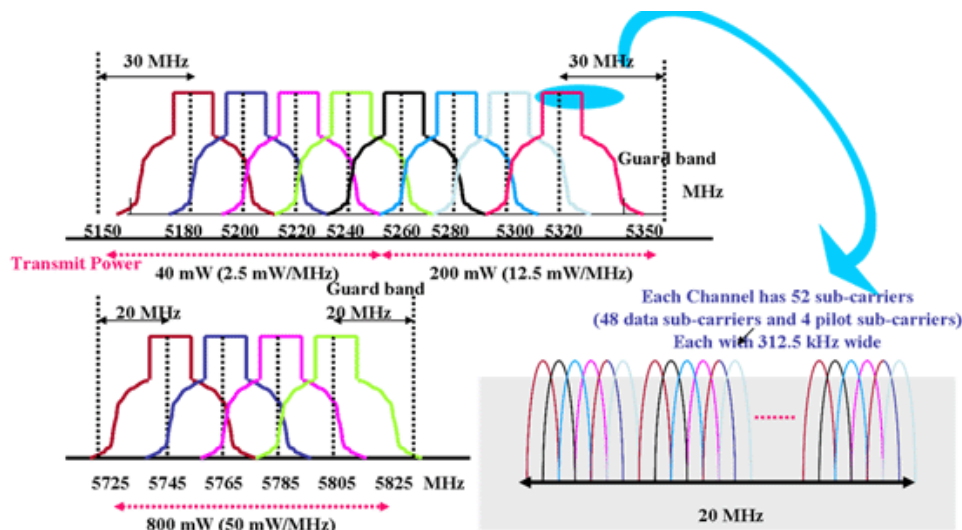 30 MHz
30 MHz
Guard band
MHz
5150 5180 5200 5220 5240 5260 5280 5300 5320 5350
Transmit Power
40 mW (2.5 mW/MHz)
200 mW (12.5 mW/MHz)
Guard band
20 MHz
20 MHz
5725 5745 5765 5785 5805 5825 MHz
800 mW (50 mW/MHz)
Each Channel has 52 sub-carriers
(48 data sub-carriers and 4 pilot sub-carriers)
Each with 312.5 kHz wide
20 MHz